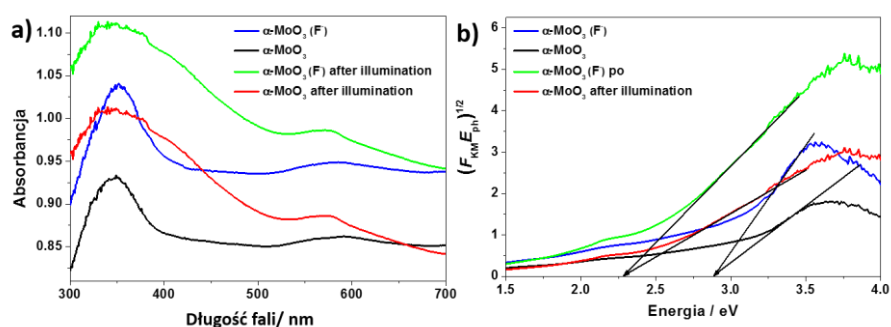 a)
α-MoO₃ (F)
α-MoO₃
α-MoO₃ (F) after illumination
α-MoO₃ after illumination
1.10
1.05
1.00
0.95
0.90
0.85
300 400 500 600 700
Absorbancja
Długość fali/ nm
b)
α-MoO₃ (F)
α-MoO₃
α-MoO₃ (F) po
α-MoO₃ after illumination
6
5
4
3
2
1
0
1.5 2.0 2.5 3.0 3.5 4.0
(F_KM E_ph)^1/2
Energia / eV